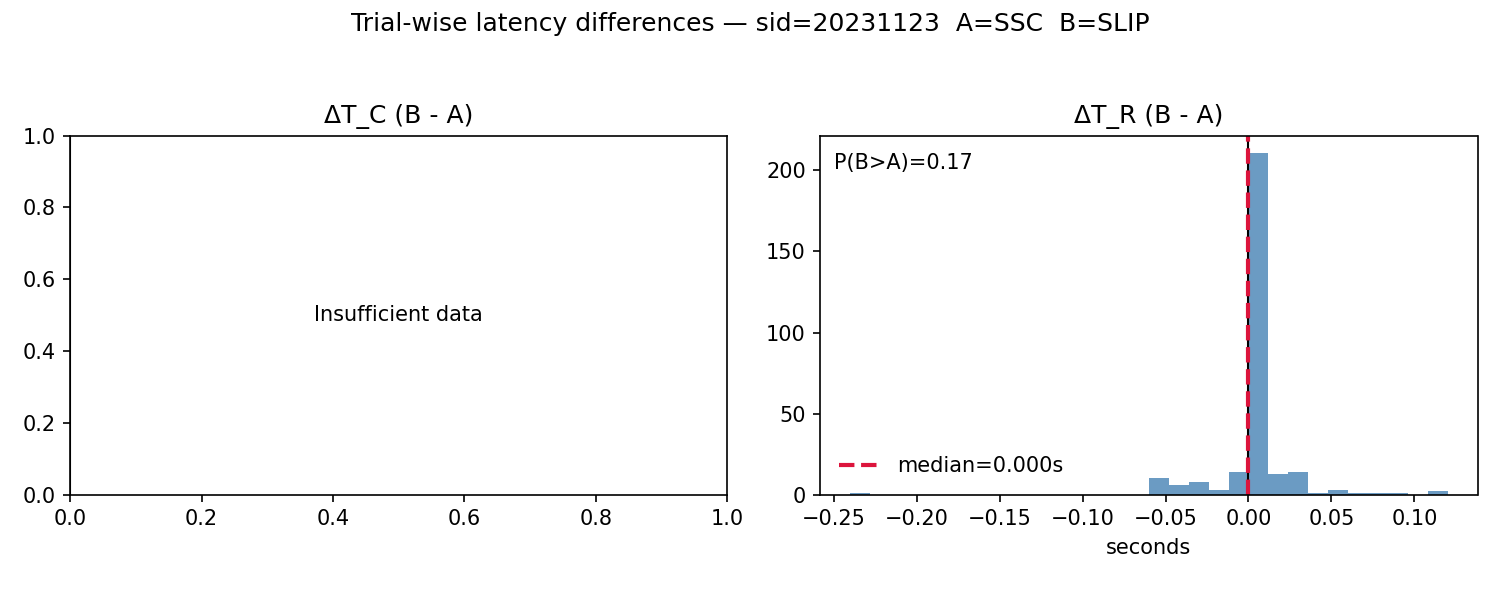 Trial-wise latency differences — sid=20231123  A=SSC  B=SLIP
ΔT_C (B - A)
1.0
0.8
0.6
0.4
0.2
0.0
Insufficient data
0.0 0.2 0.4 0.6 0.8 1.0
ΔT_R (B - A)
200
150
100
50
0
P(B>A)=0.17
median=0.000s
−0.25 −0.20 −0.15 −0.10 −0.05 0.00 0.05 0.10
seconds